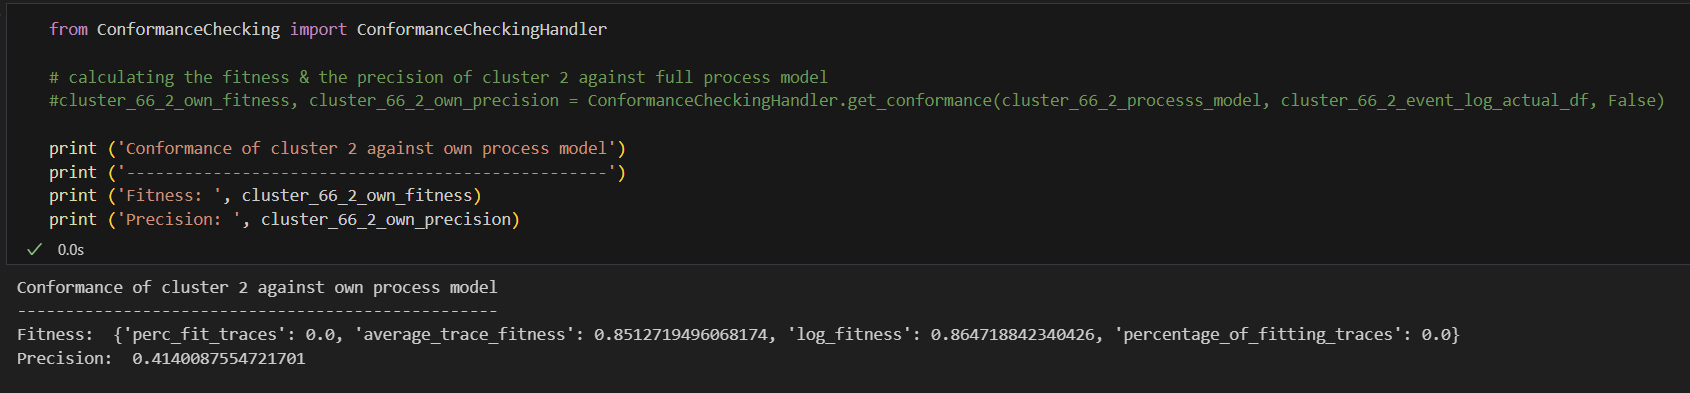 from ConformanceChecking import ConformanceCheckingHandler
# calculating the fitness & the precision of cluster 2 against full process model
#cluster_66_2_own_fitness, cluster_66_2_own_precision = ConformanceCheckingHandler.get_conformance(cluster_66_2_processs_model, cluster_66_2_event_log_actual_df, False)
print ('Conformance of cluster 2 against own process model')
print ('--------------------------------------------------')
print ('Fitness: ', cluster_66_2_own_fitness)
print ('Precision: ', cluster_66_2_own_precision)
✓ 0.0s
Conformance of cluster 2 against own process model
--------------------------------------------------
Fitness:  {'perc_fit_traces': 0.0, 'average_trace_fitness': 0.8512719496068174, 'log_fitness': 0.864718842340426, 'percentage_of_fitting_traces': 0.0}
Precision:  0.4140087554721701